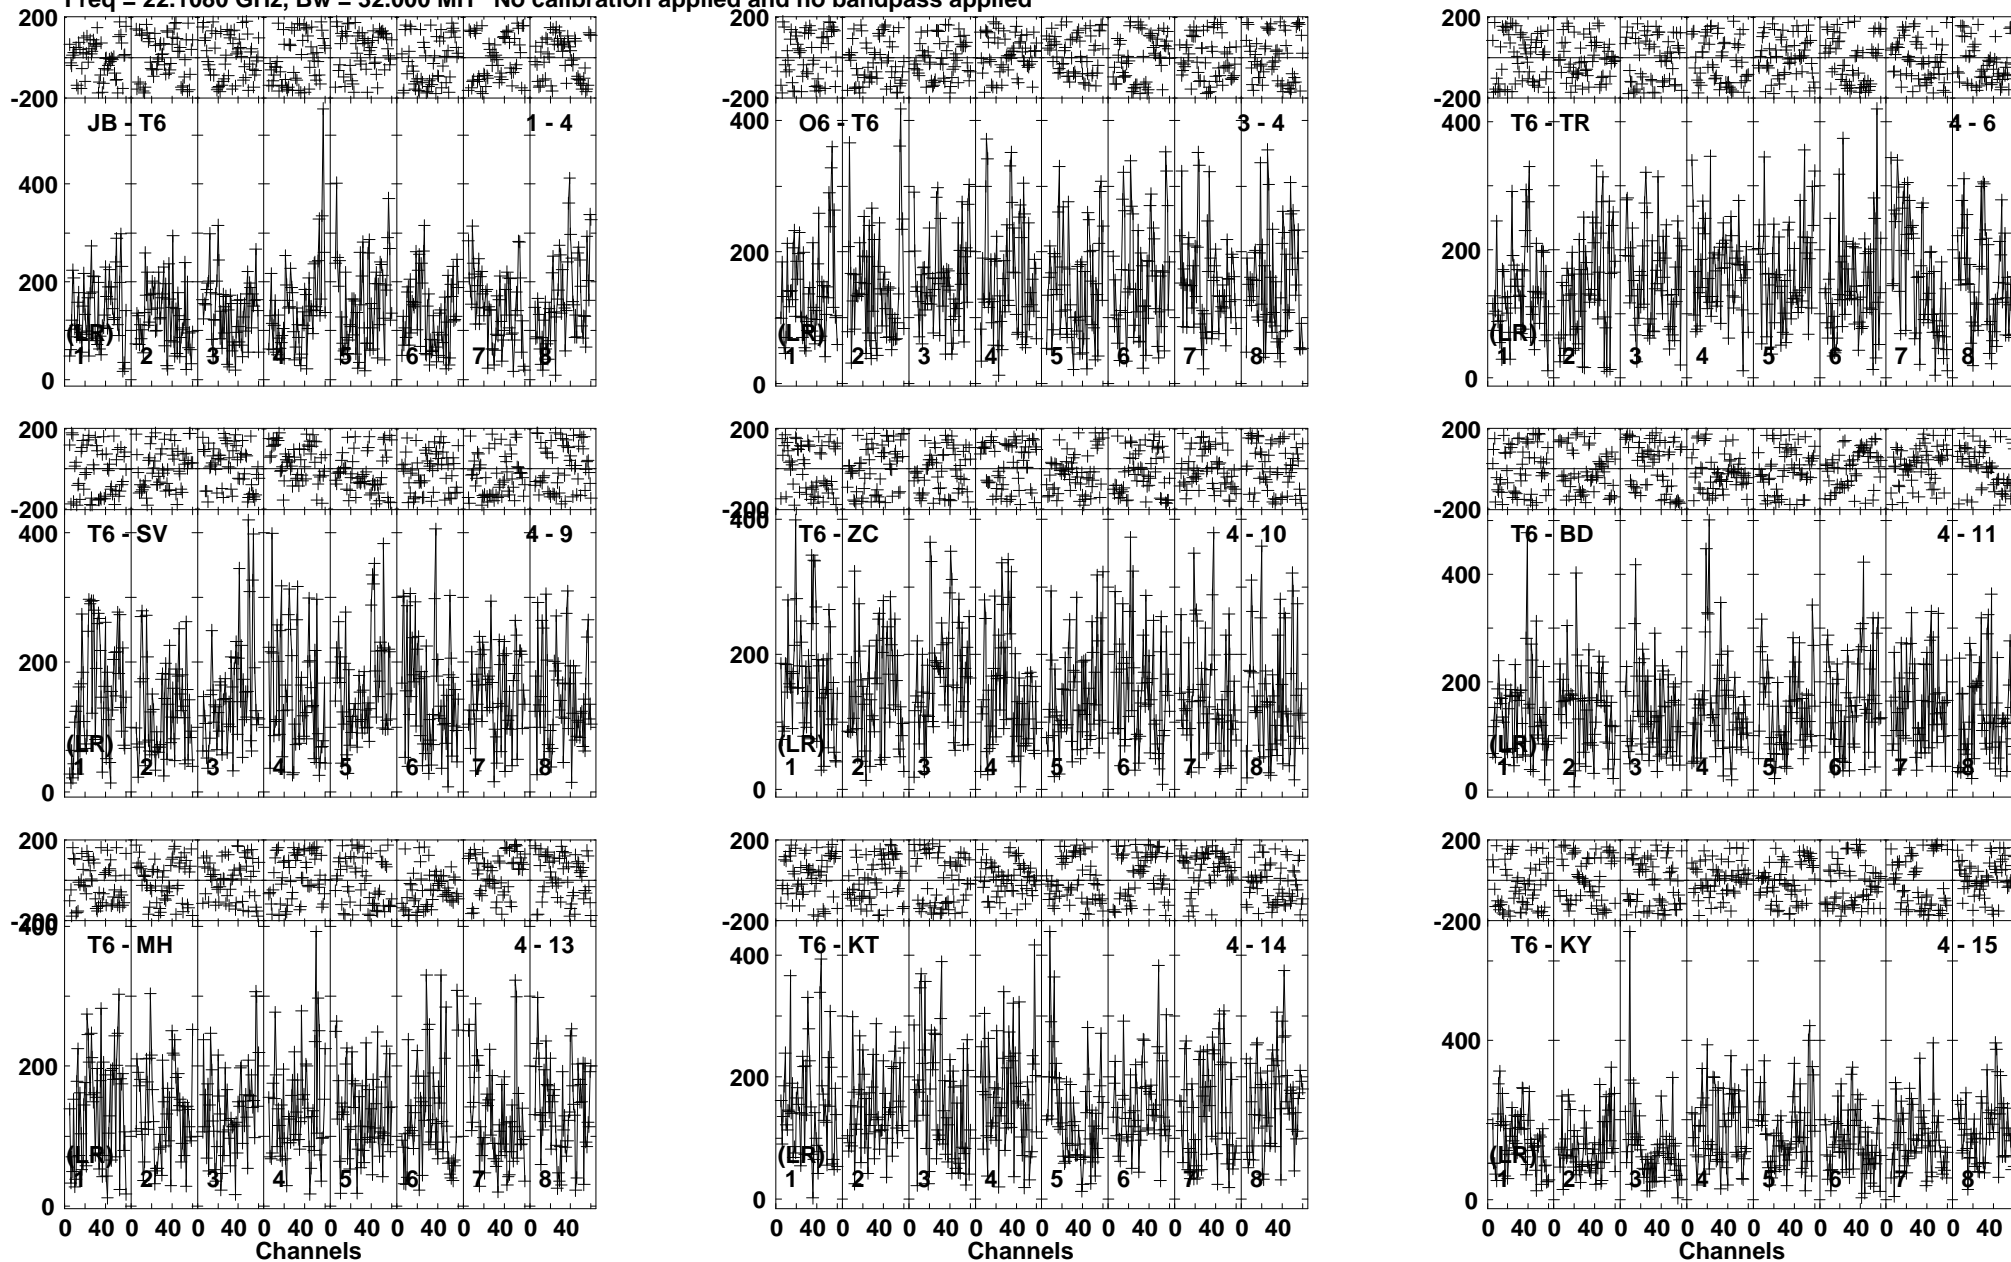 Freq = 22.1080 GHz, Bw = 32.000 MH No calibration applied and no bandpass applied
200 200 200
-200 -200 -200
JB - T6 1 - 4 O6 - T6 3 - 4 T6 - TR 4 - 6
400 400 400
200 200 200
(LR) (LR) (LR)
1 2 3 4 5 6 7 8 1 2 3 4 5 6 7 8 1 2 3 4 5 6 7 8
0 0 0
200 200 200
-200 -200 -200
T6 - SV 4 - 9 T6 - ZC 4 - 10 T6 - BD 4 - 11
400 400 400
200 200 200
(LR) (LR) (LR)
1 2 3 4 5 6 7 8 1 2 3 4 5 6 7 8 1 2 3 4 5 6 7 8
0 0 0
200 200 200
-200 -200 -200
T6 - MH 4 - 13 T6 - KT 4 - 14 T6 - KY 4 - 15
400 400 400
200 200
(LR) (LR) (LR)
1 2 3 4 5 6 7 8 1 2 3 4 5 6 7 8 1 2 3 4 5 6 7 8
0 0 0
0 40 0 40 0 40 0 40 0 40 0 40 0 40 0 40 0 40 0 40 0 40 0 40 0 40 0 40 0 40 0 40 0 40 0 40 0 40 0 40 0 40 0 40 0 40 0 40
Channels Channels Channels